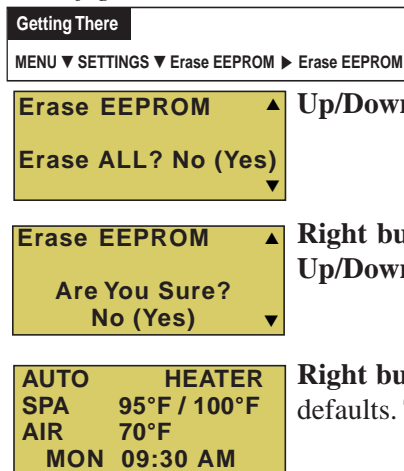 Getting There
MENU ▼ SETTINGS ▼ Erase EEPROM ▶ Erase EEPROM
Erase EEPROM ▲
Erase ALL? No (Yes)
▼
Up/Down
Erase EEPROM ▲
Are You Sure?
No (Yes) ▼
Right bu
Up/Down
AUTO HEATER
SPA 95°F / 100°F
AIR 70°F
MON 09:30 AM
Right bu
defaults.